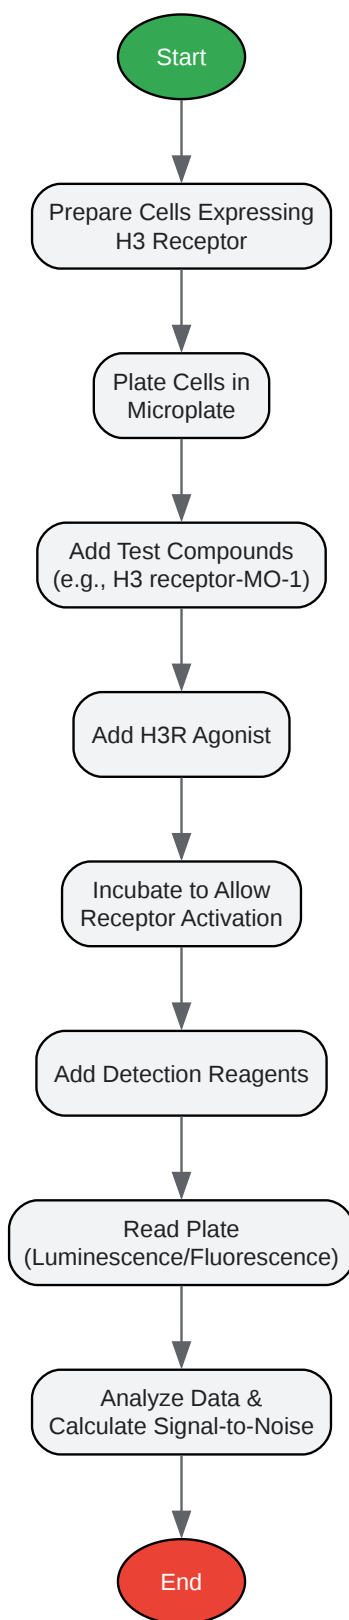 Start
Prepare Cells Expressing
H3 Receptor
Plate Cells in
Microplate
Add Test Compounds
(e.g., H3 receptor-MO-1)
Add H3R Agonist
Incubate to Allow
Receptor Activation
Add Detection Reagents
Read Plate
(Luminescence/Fluorescence)
Analyze Data &
Calculate Signal-to-Noise
End